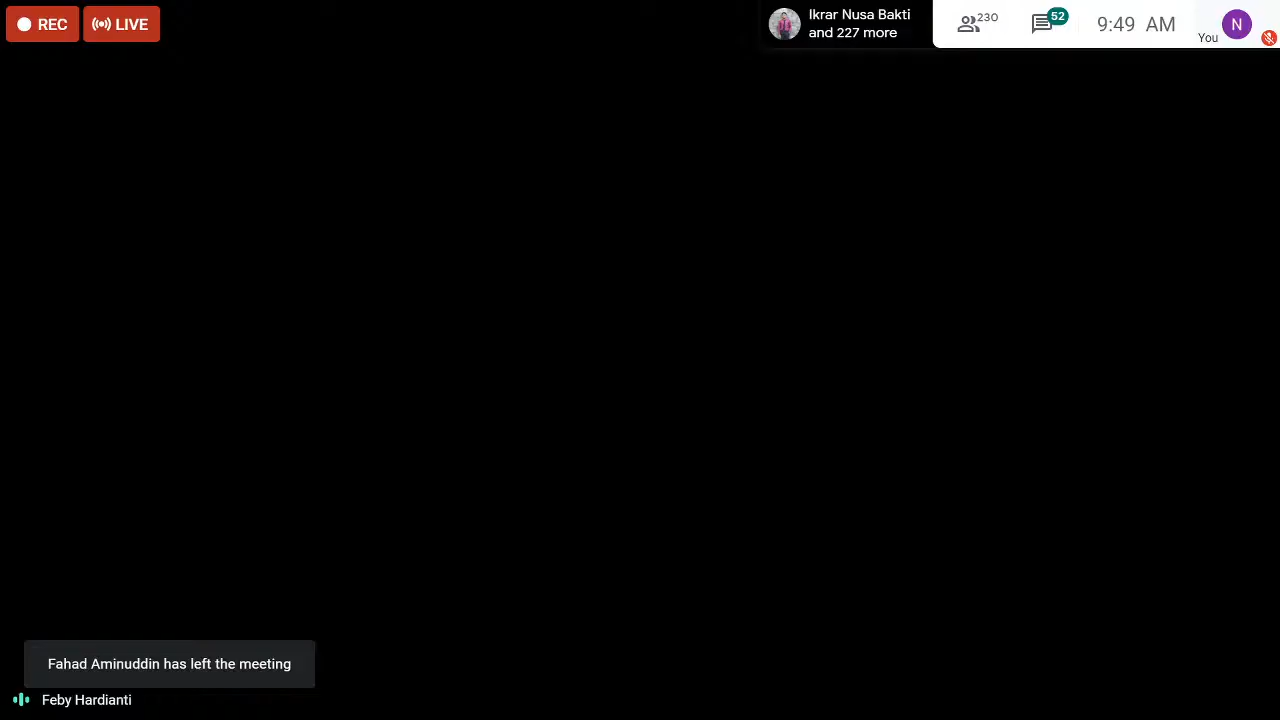 REC
LIVE
Ikrar Nusa Bakti
and 227 more
230
52
9:49 AM
You
N
Fahad Aminuddin has left the meeting
Feby Hardianti